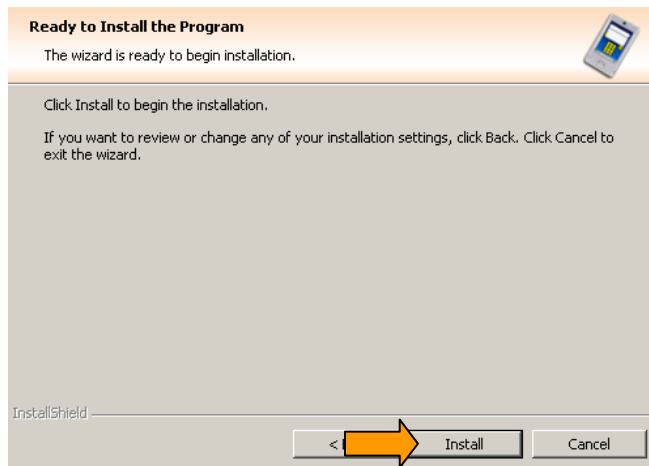 Ready to Install the Program
The wizard is ready to begin installation.
Click Install to begin the installation.
If you want to review or change any of your installation settings, click Back. Click Cancel to
exit the wizard.
InstallShield
< Install Cancel